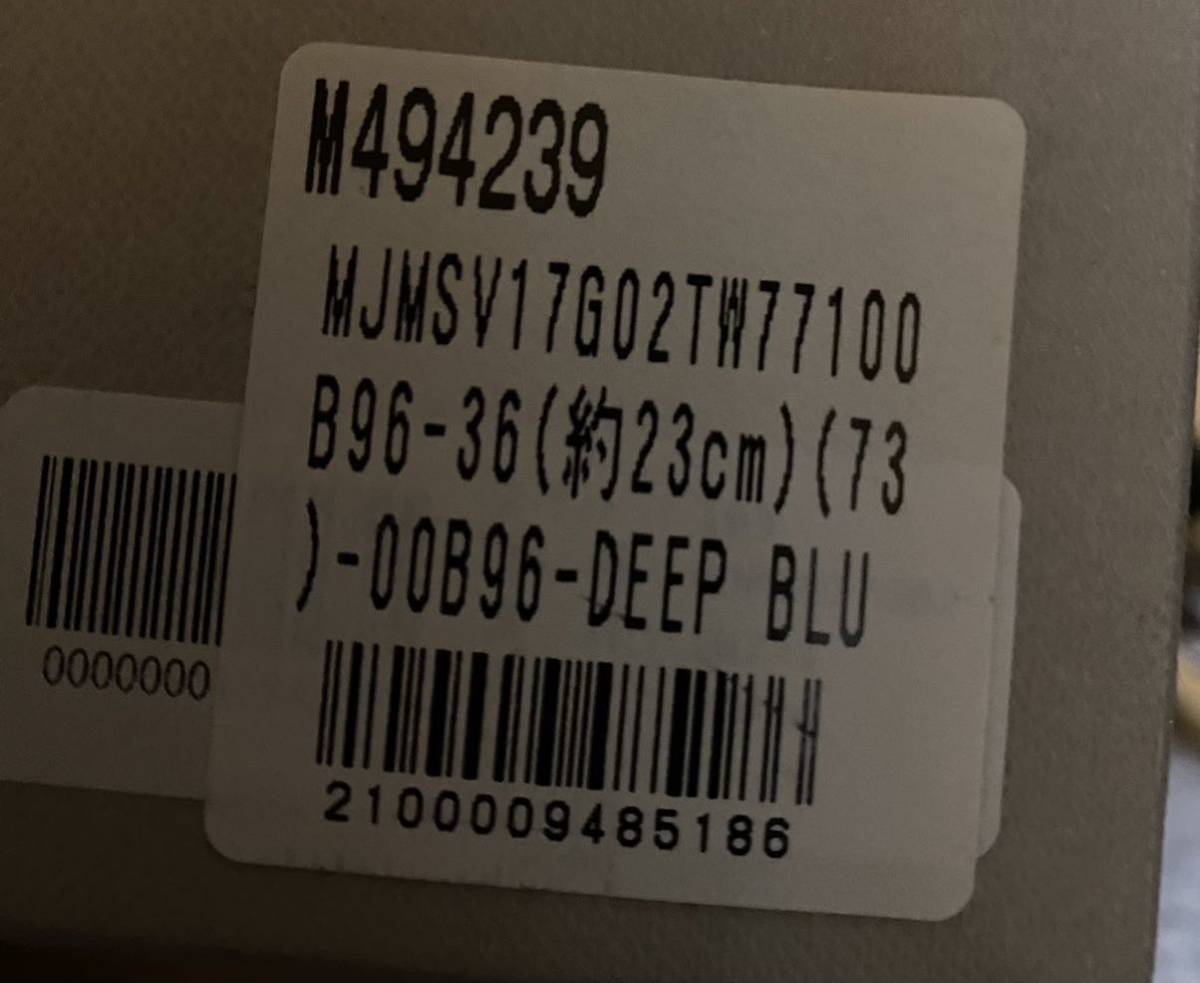 M494239
MJMSV17G02TW77100
B96-36(約23cm)(73
)-00B96-DEEP BLU
2100009485186
0000000